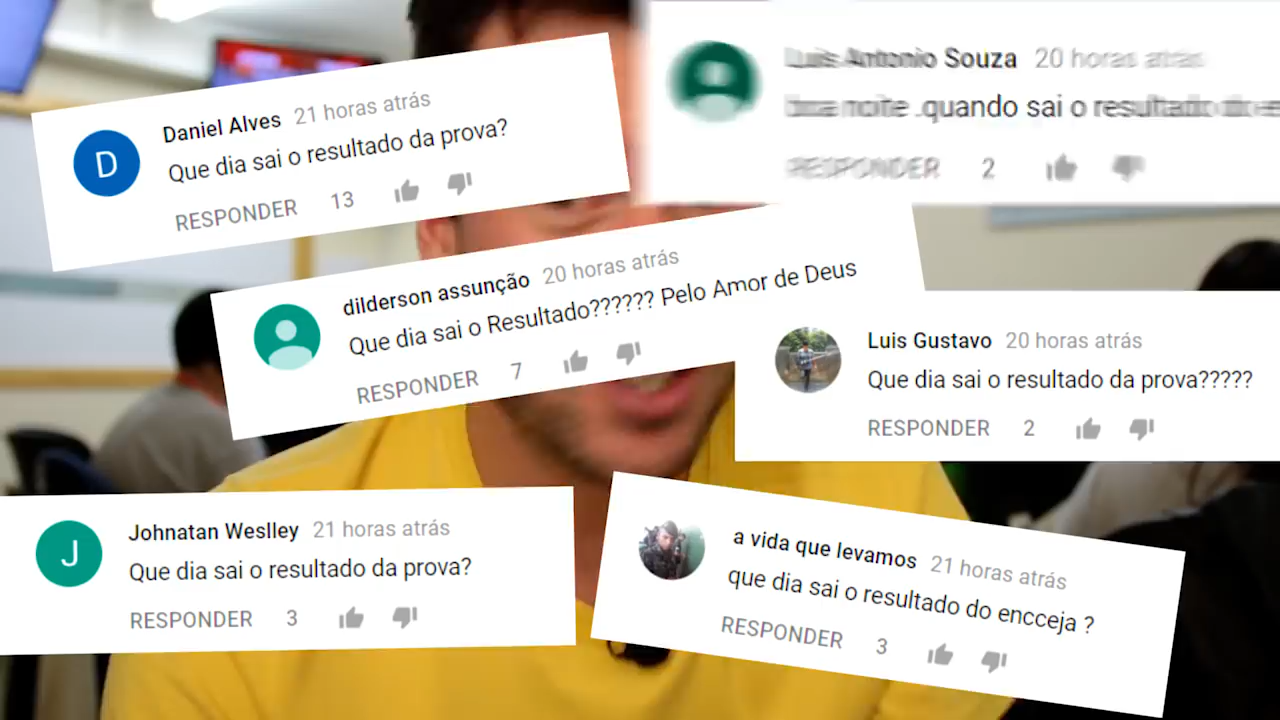 Daniel Alves 21 horas atrás
Que dia sai o resultado da prova?
RESPONDER 13
Luis Antonio Souza 20 horas atrás
boa noite .quando sai o resultado do
RESPONDER 2
dilderson assunção 20 horas atrás
Que dia sai o Resultado?????? Pelo Amor de Deus
RESPONDER 7
Luis Gustavo 20 horas atrás
Que dia sai o resultado da prova?????
RESPONDER 2
J
Johnatan Weslley 21 horas atrás
Que dia sai o resultado da prova?
RESPONDER 3
a vida que levamos 21 horas atrás
que dia sai o resultado do encceja ?
RESPONDER 3
D